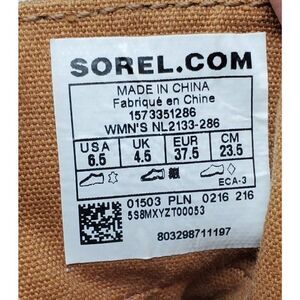 SOREL.COM
MADE IN CHINA
Fabriqué en Chine
1573351286
WMN'S NL2133-286
USA UK EUR CM
6.5 4.5 37.5 23.5
ECA-3
01503 PLN 0216 216
5S8MXYZT00053
803298711197